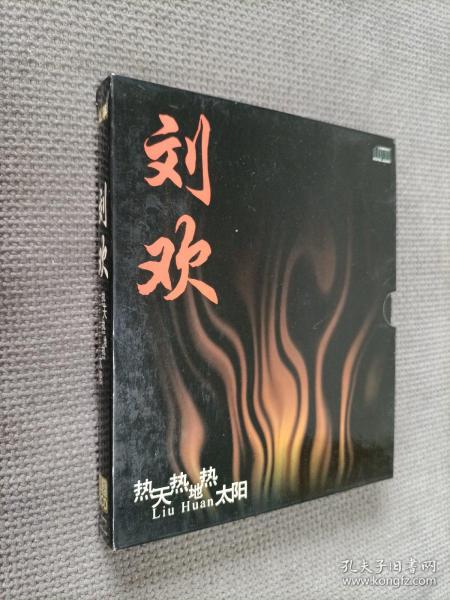 刘
欢
热天热地热太阳
Liu Huan
刘欢
孔夫子旧书网
www.kongfz.com